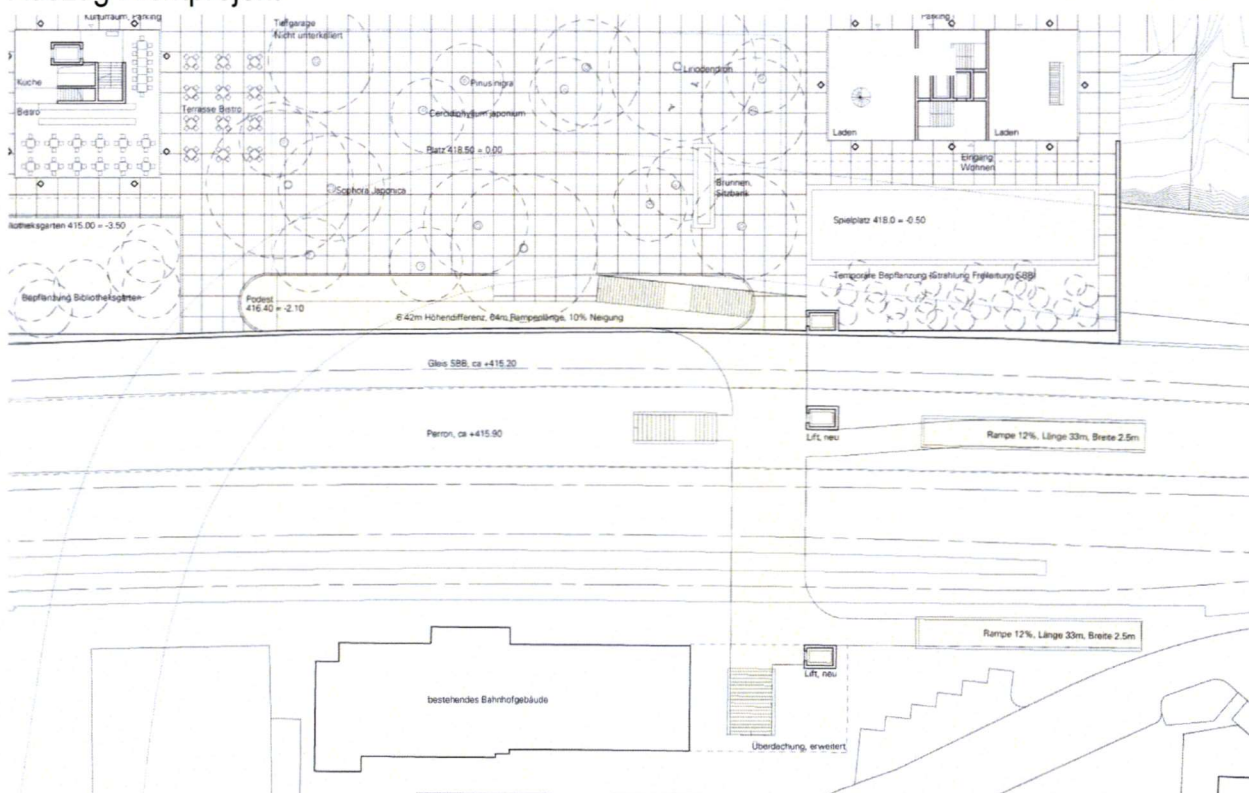 Kulturraum, Parking
Tiefgarage
Nicht unterkellert
Parking
Küche
Bistro
Terrasse Bistro
Pinus nigra
Liriodendron
Cercidiphyllum japonium
Laden
Laden
Platz 418.50 = 0.00
Eingang
Wohnen
Sophora Japonica
Brunnen,
Sitzbank
Spielplatz 418.0 = -0.50
415.00 = -3.50
Temporäre Bepflanzung (Strahlung Freileitung SBB)
Bepflanzung Bibliotheksgarten
Podest
416.40 = -2.10
6.42m Höhendifferenz, 64m Rampenlänge, 10% Neigung
Gleis SBB, ca +415.20
Perron, ca +415.90
Lift, neu
Rampe 12%, Länge 33m, Breite 2.5m
Rampe 12%, Länge 33m, Breite 2.5m
Lift, neu
bestehendes Bahnhofgebäude
Überdachung, erweitert